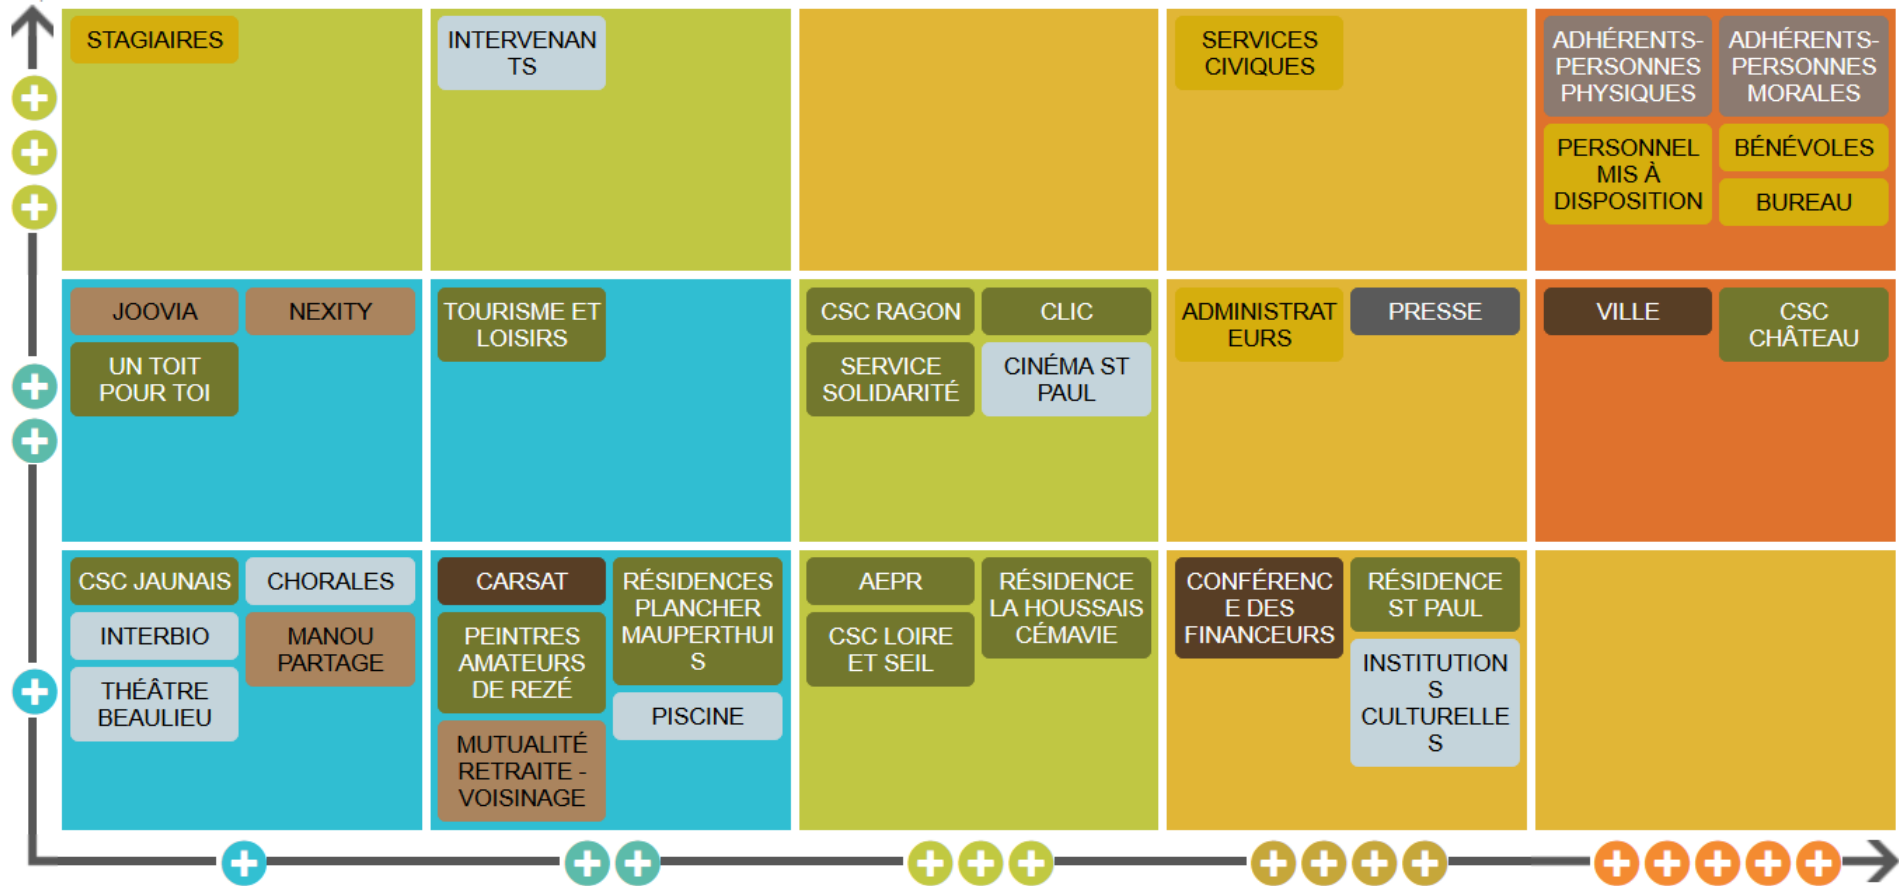 STAGIAIRES
INTERVENAN
TS
SERVICES
CIVIQUES
ADHÉRENTS-
PERSONNES
PHYSIQUES
ADHÉRENTS-
PERSONNES
MORALES
PERSONNEL
MIS À
DISPOSITION
BÉNÉVOLES
BUREAU
JOOVIA
NEXITY
UN TOIT
POUR TOI
TOURISME ET
LOISIRS
CSC RAGON
CLIC
SERVICE
SOLIDARITÉ
CINÉMA ST
PAUL
ADMINISTRAT
EURS
PRESSE
VILLE
CSC
CHÂTEAU
CSC JAUNAIS
CHORALES
INTERBIO
MANOU
PARTAGE
THÉÂTRE
BEAULIEU
CARSAT
RÉSIDENCES
PLANCHER
MAUPERTHUI
S
PEINTRES
AMATEURS
DE REZÉ
PISCINE
MUTUALITÉ
RETRAITE -
VOISINAGE
AEPR
RÉSIDENCE
LA HOUSSAIS
CÉMAVIE
CSC LOIRE
ET SEIL
CONFÉRENC
E DES
FINANCEURS
RÉSIDENCE
ST PAUL
INSTITUTION
S
CULTURELLE
S